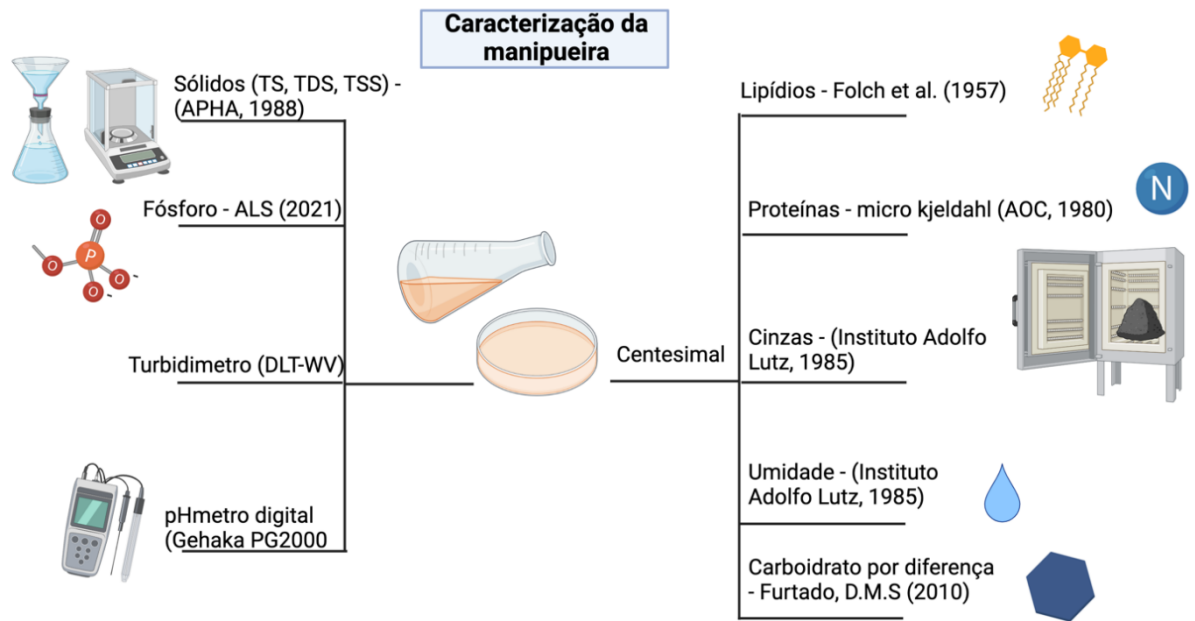 Caracterização da
manipueira
Sólidos (TS, TDS, TSS) -
(APHA, 1988)
Fósforo - ALS (2021)
P
O
O
O
-
O
-
Turbidimetro (DLT-WV)
pHmetro digital
(Gehaka PG2000
Centesimal
Lipídios - Folch et al. (1957)
Proteínas - micro kjeldahl (AOC, 1980)
N
Cinzas - (Instituto Adolfo
Lutz, 1985)
Umidade - (Instituto
Adolfo Lutz, 1985)
Carboidrato por diferença
- Furtado, D.M.S (2010)